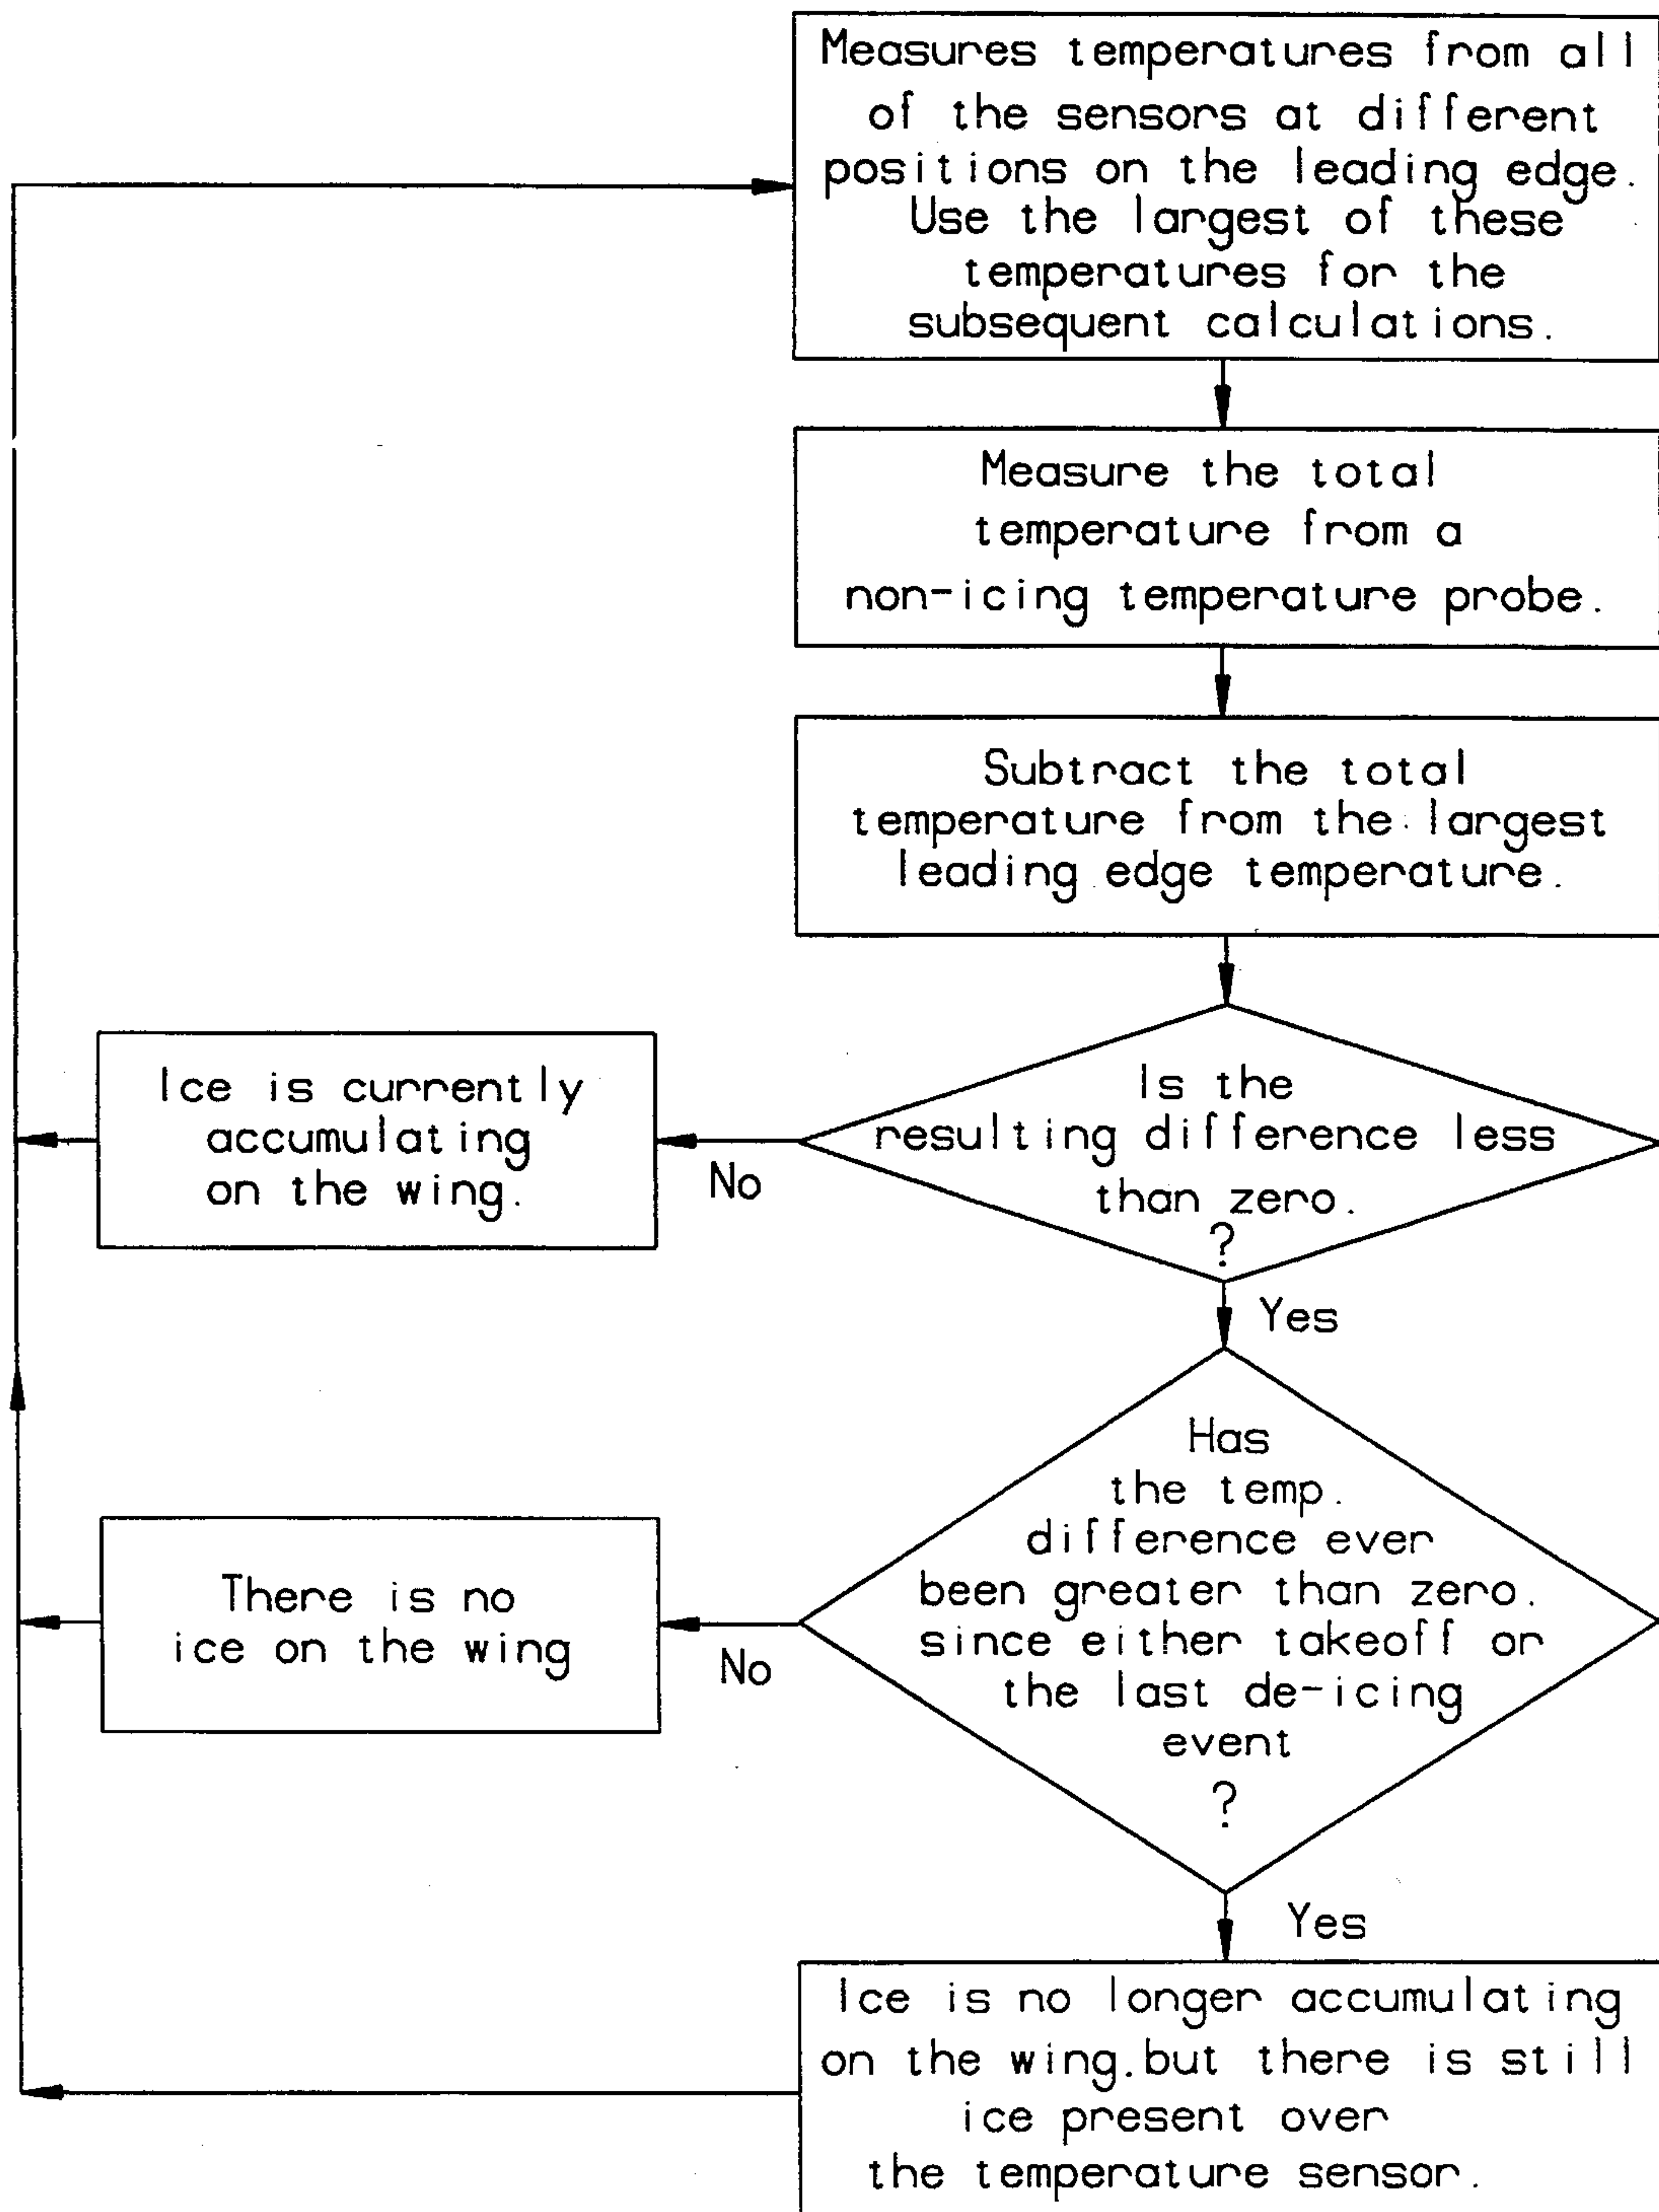 Measures temperatures from all
of the sensors at different
positions on the leading edge.
Use the largest of these
temperatures for the
subsequent calculations.
Measure the total
temperature from a
non-icing temperature probe.
Subtract the total
temperature from the largest
leading edge temperature.
Is the
resulting difference less
than zero.
?
No
Ice is currently
accumulating
on the wing.
Yes
Has
the temp.
difference ever
been greater than zero.
since either takeoff or
the last de-icing
event
?
No
There is no
ice on the wing
Yes
Ice is no longer accumulating
on the wing.but there is still
ice present over
the temperature sensor.